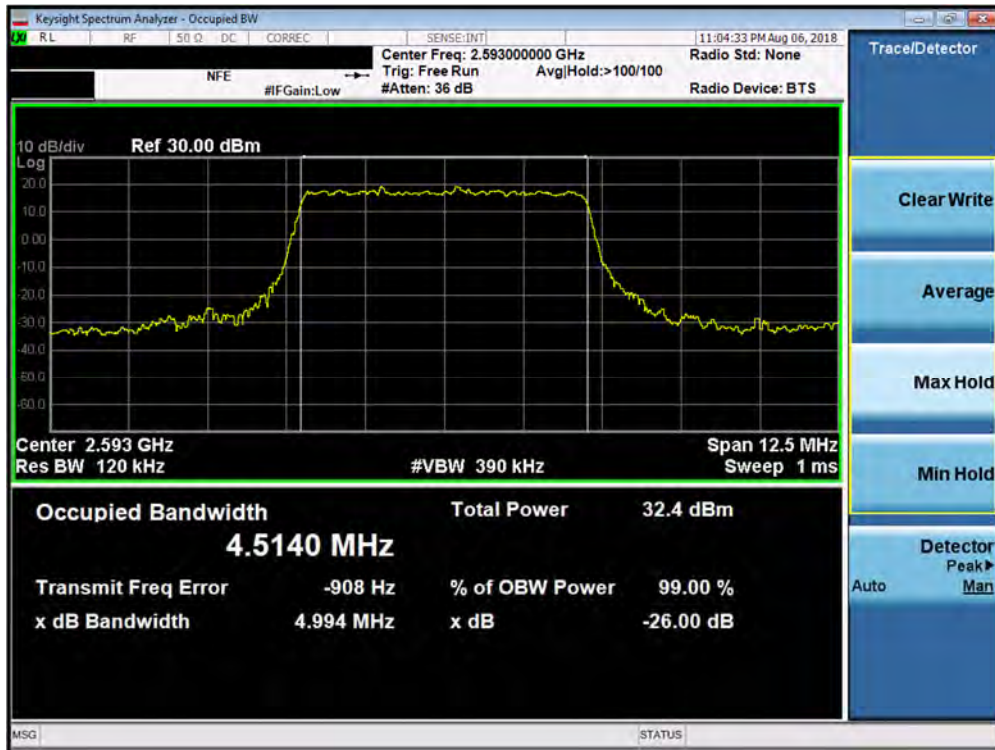 Keysight Spectrum Analyzer - Occupied BW
LXI RL RF 50 Ω DC CORREC SENSE:INT 11:04:33 PM Aug 06, 2018
Center Freq: 2.593000000 GHz Radio Std: None
NFE Trig: Free Run Avg|Hold:>100/100
#IFGain:Low #Atten: 36 dB Radio Device: BTS
10 dB/div Ref 30.00 dBm
Log
20.0
10.0
0.00
-10.0
-20.0
-30.0
-40.0
-50.0
-60.0
Center 2.593 GHz Span 12.5 MHz
Res BW 120 kHz #VBW 390 kHz Sweep 1 ms
Occupied Bandwidth Total Power 32.4 dBm
4.5140 MHz
Transmit Freq Error -908 Hz % of OBW Power 99.00 %
x dB Bandwidth 4.994 MHz x dB -26.00 dB
MSG STATUS
Trace/Detector
Clear Write
Average
Max Hold
Min Hold
Detector
Peak▶
Auto Man